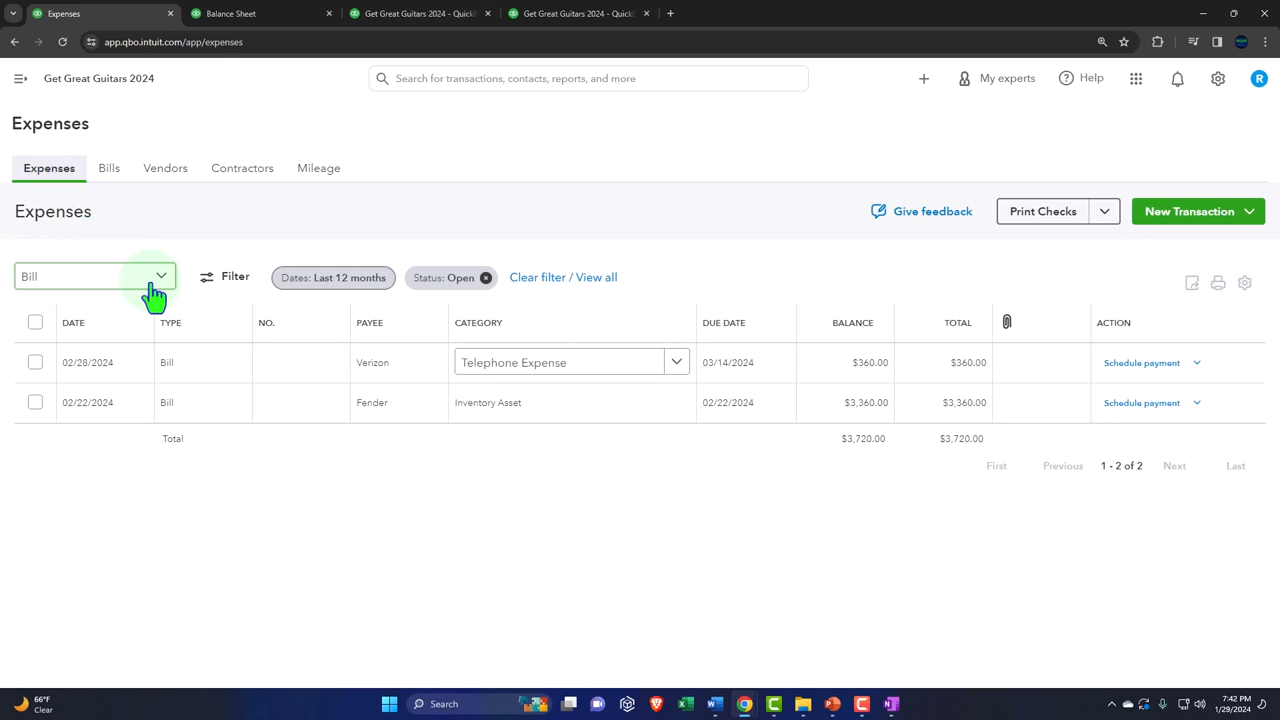 Expenses
Balance Sheet
Get Great Guitars 2024 - QuickB
Get Great Guitars 2024 - QuickB
app.qbo.intuit.com/app/expenses
Get Great Guitars 2024
Search for transactions, contacts, reports, and more
My experts
Help
R
Expenses
Expenses Bills Vendors Contractors Mileage
Expenses
Give feedback
Print Checks
New Transaction
Bill
Filter
Dates: Last 12 months
Status: Open
Clear filter / View all
DATE TYPE NO. PAYEE CATEGORY DUE DATE BALANCE TOTAL ACTION
02/28/2024 Bill Verizon Telephone Expense 03/14/2024 $360.00 $360.00 Schedule payment
02/22/2024 Bill Fender Inventory Asset 02/22/2024 $3,360.00 $3,360.00 Schedule payment
Total $3,720.00 $3,720.00
First Previous 1 - 2 of 2 Next Last
66°F
Clear
Search
7:42 PM
1/29/2024